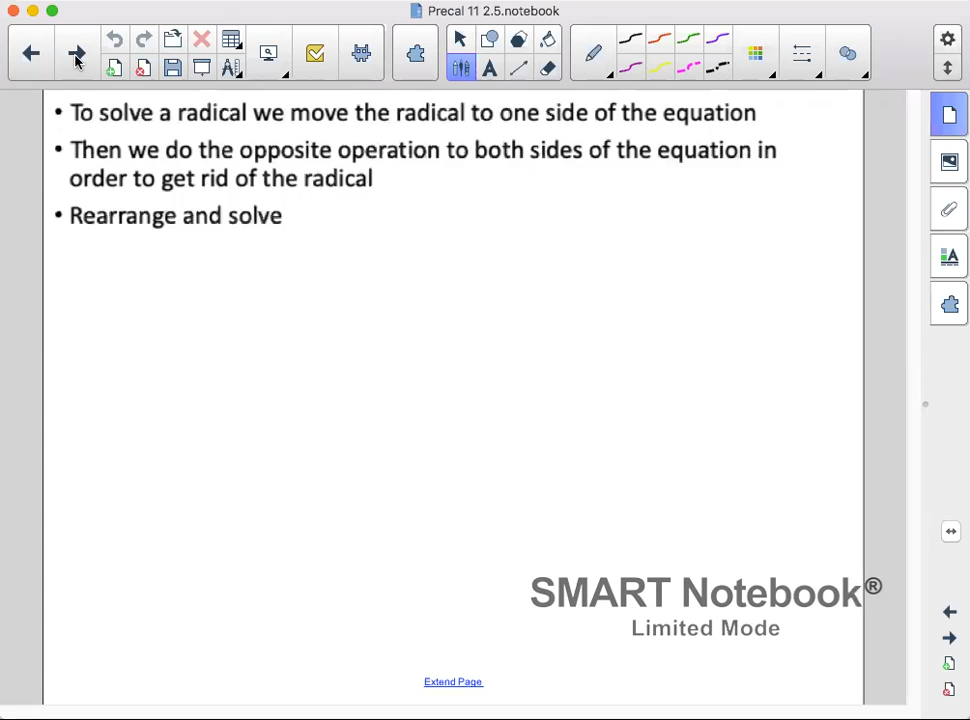 Precal 11 2.5.notebook
• To solve a radical we move the radical to one side of the equation
• Then we do the opposite operation to both sides of the equation in
order to get rid of the radical
• Rearrange and solve
SMART Notebook®
Limited Mode
Extend Page